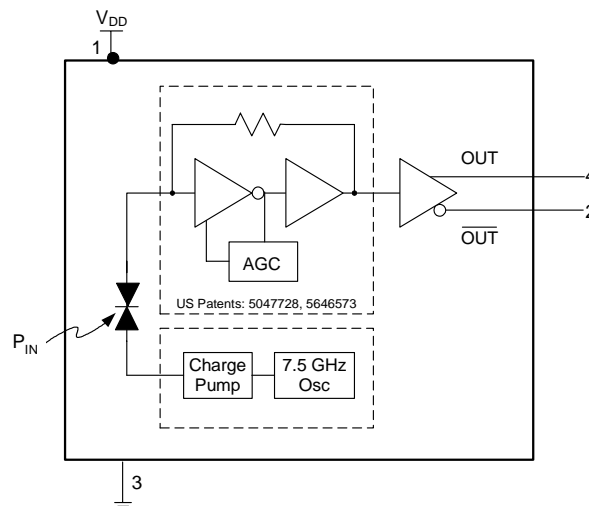 VDD
1
OUT
4
2
OUT
AGC
US Patents: 5047728, 5646573
PIN
Charge
Pump
7.5 GHz
Osc
3